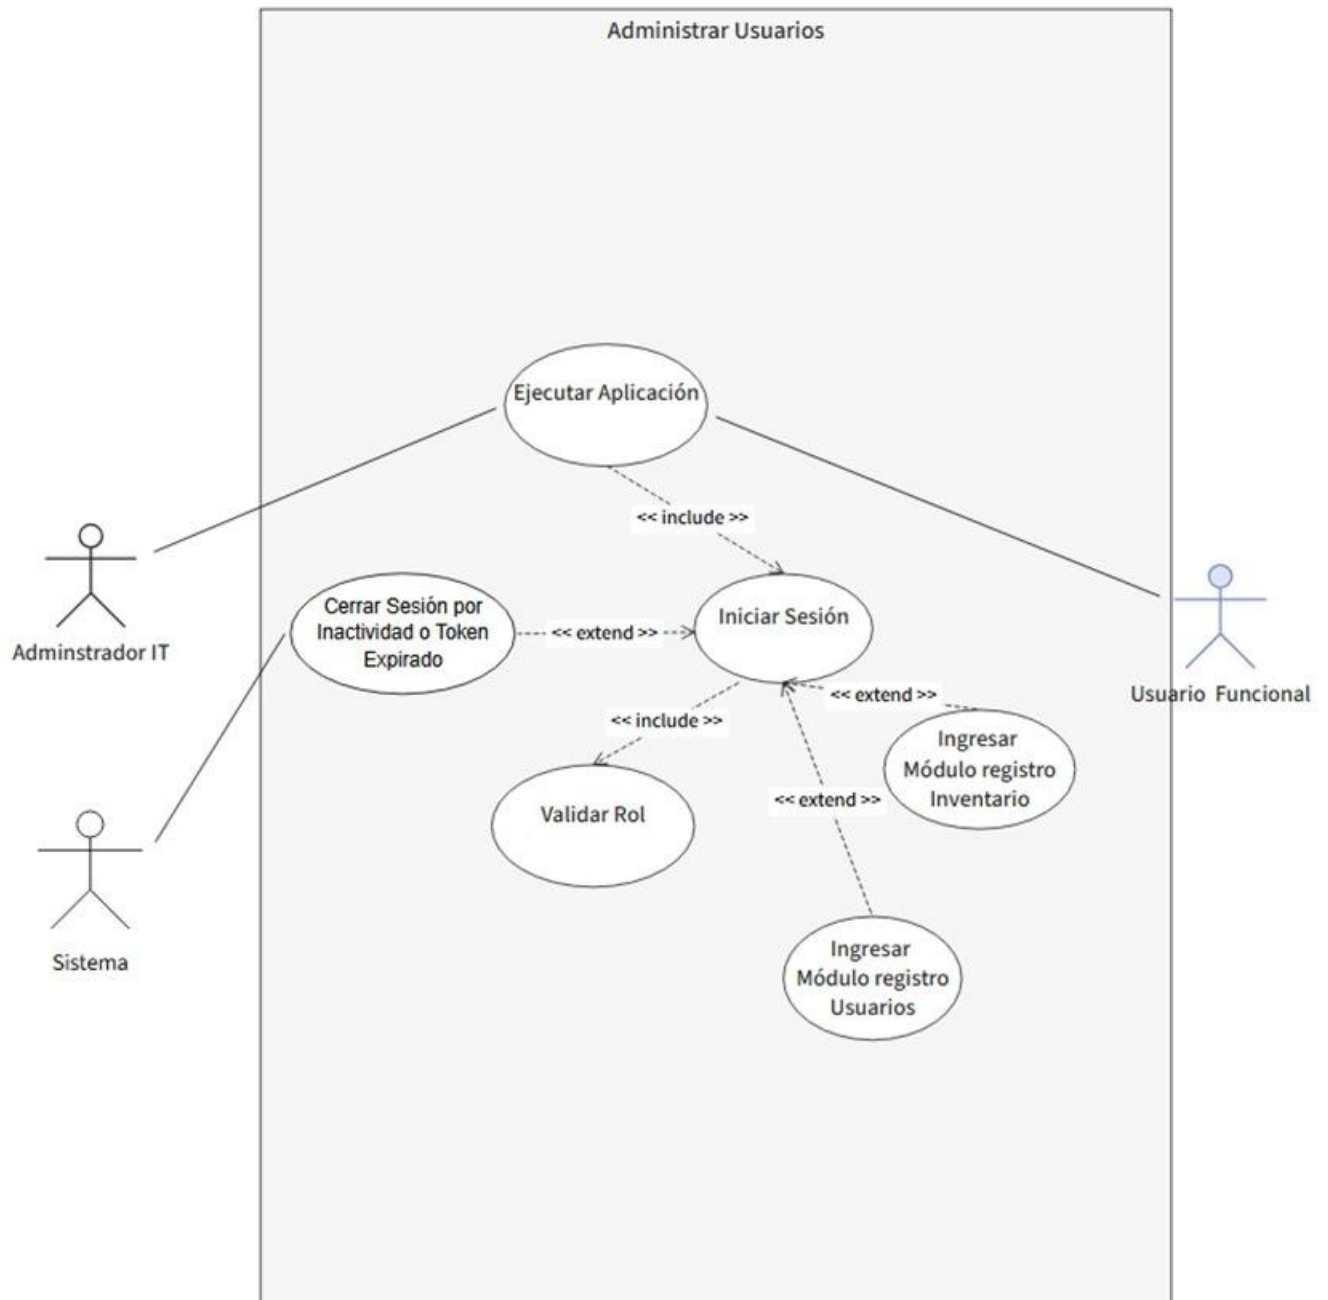 Administrar Usuarios
Ejecutar Aplicación
<< include >>
Cerrar Sesión por
Inactividad o Token
Expirado
<< extend >>
Iniciar Sesión
Adminstrador IT
Usuario Funcional
<< extend >>
<< include >>
Ingresar
Módulo registro
Inventario
<< extend >>
Validar Rol
Sistema
Ingresar
Módulo registro
Usuarios